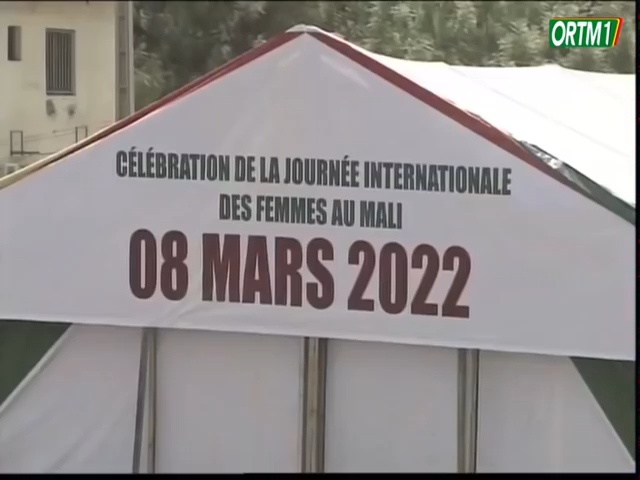 ORTM1
CÉLÉBRATION DE LA JOURNÉE INTERNATIONALE
DES FEMMES AU MALI
08 MARS 2022